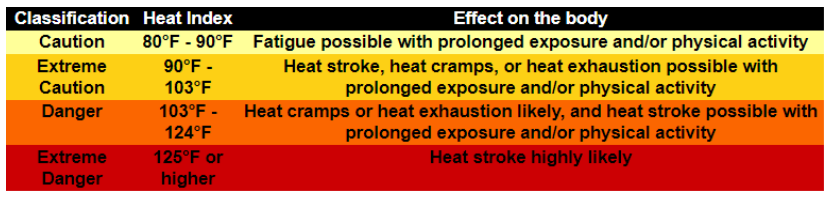 Classification Heat Index Effect on the body
Caution 80°F - 90°F Fatigue possible with prolonged exposure and/or physical activity
Extreme 90°F - Heat stroke, heat cramps, or heat exhaustion possible with
Caution 103°F prolonged exposure and/or physical activity
Danger 103°F - Heat cramps or heat exhaustion likely, and heat stroke possible with
124°F prolonged exposure and/or physical activity
Extreme 125°F or Heat stroke highly likely
Danger higher